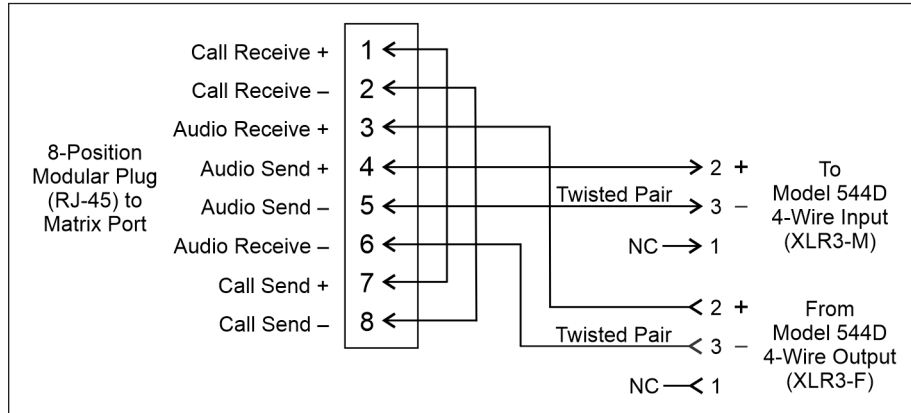 Call Receive + 1
Call Receive – 2
Audio Receive + 3
Audio Send + 4
Audio Send – 5
Audio Receive – 6
Call Send + 7
Call Send – 8
8-Position
Modular Plug
(RJ-45) to
Matrix Port
2 +
Twisted Pair
3 –
NC 1
To
Model 544D
4-Wire Input
(XLR3-M)
2 +
Twisted Pair
3 –
NC 1
From
Model 544D
4-Wire Output
(XLR3-F)